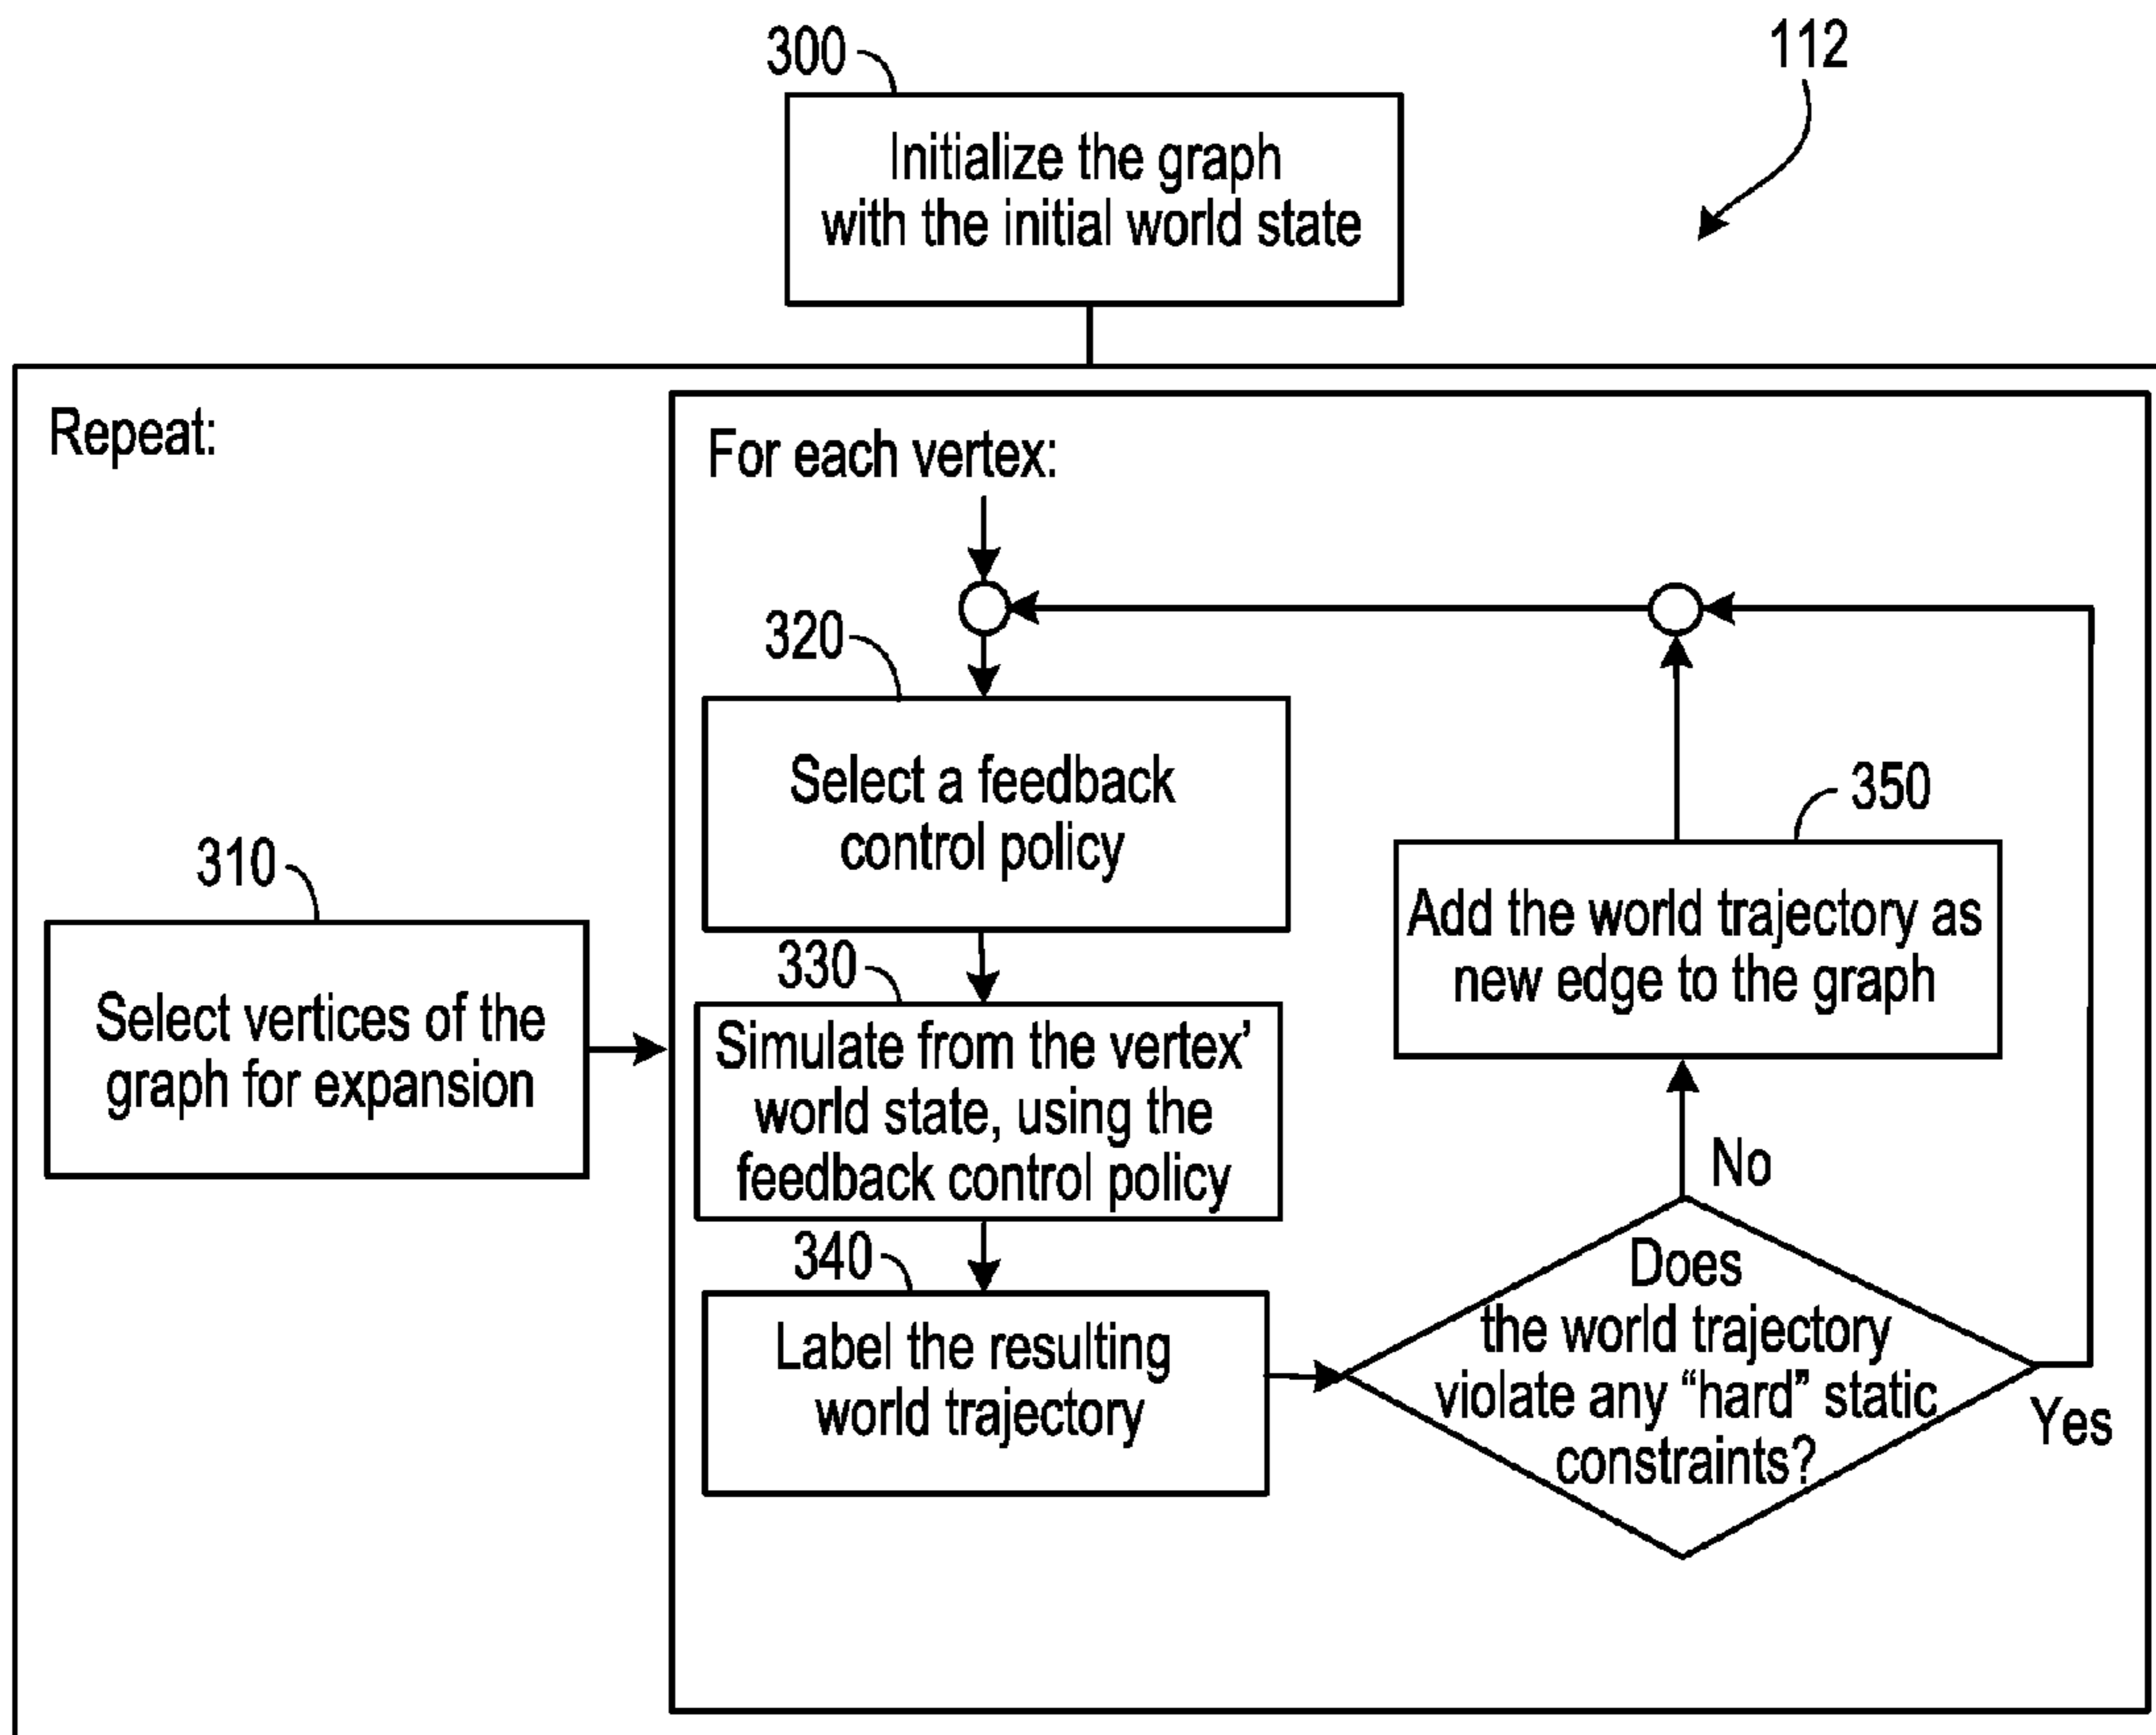 300
112
Initialize the graph
with the initial world state
Repeat:
For each vertex:
320
Select a feedback
control policy
350
310
Add the world trajectory as
new edge to the graph
330
Select vertices of the
graph for expansion
Simulate from the vertex’
world state, using the
feedback control policy
No
340
Label the resulting
world trajectory
Does
the world trajectory
violate any “hard” static
constraints?
Yes